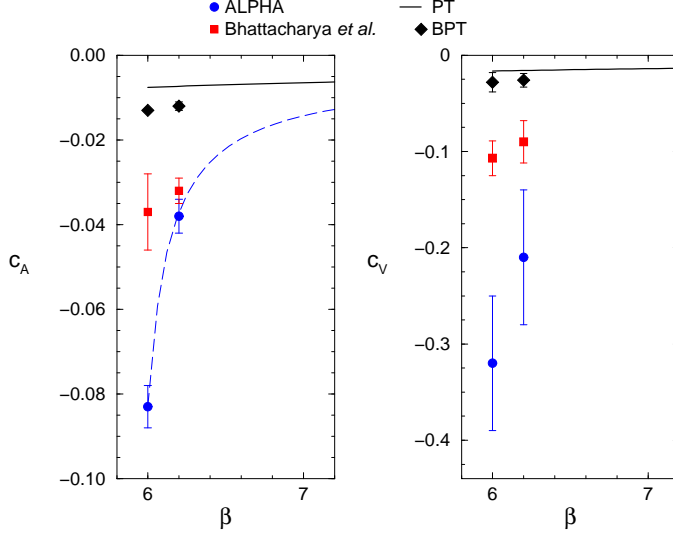 ALPHA
PT
Bhattacharya et al.
BPT
0.00
−0.02
−0.04
−0.06
−0.08
−0.10
c_A
6
7
β
0
−0.1
−0.2
−0.3
−0.4
c_V
6
7
β